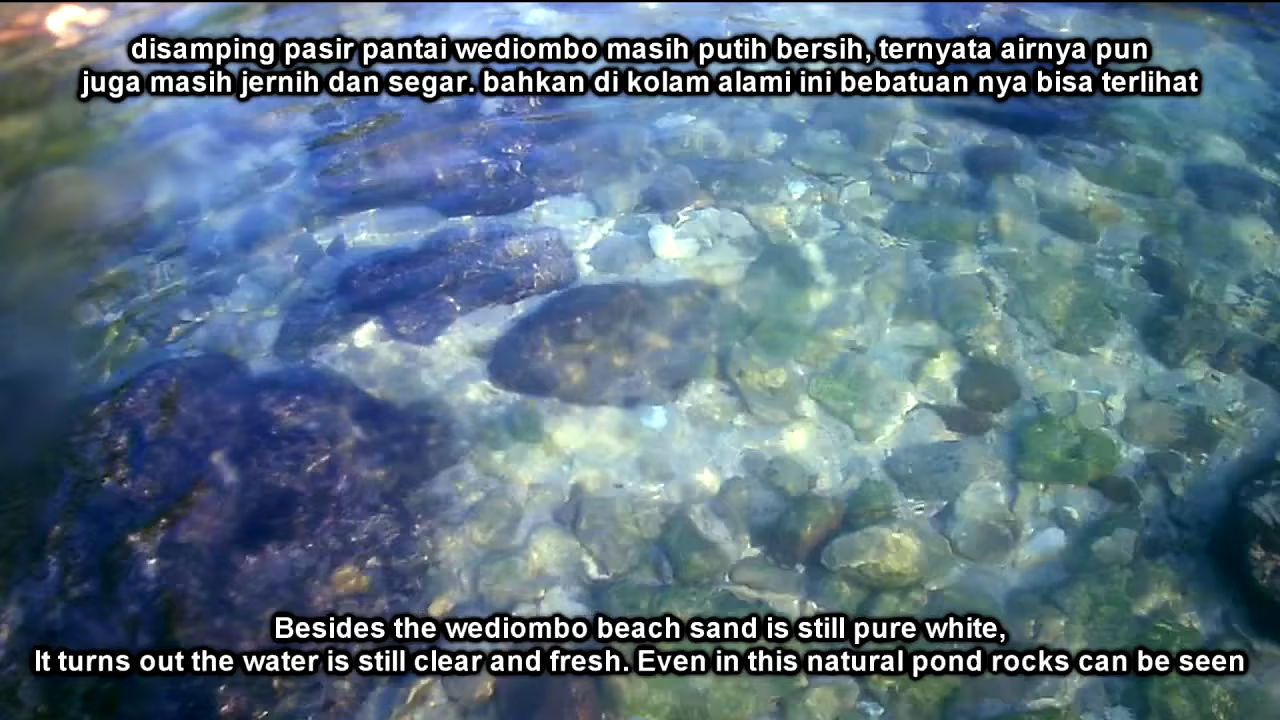 disamping pasir pantai wediombo masih putih bersih, ternyata airnya pun
juga masih jernih dan segar. bahkan di kolam alami ini bebatuan nya bisa terlihat
Besides the wediombo beach sand is still pure white,
It turns out the water is still clear and fresh. Even in this natural pond rocks can be seen